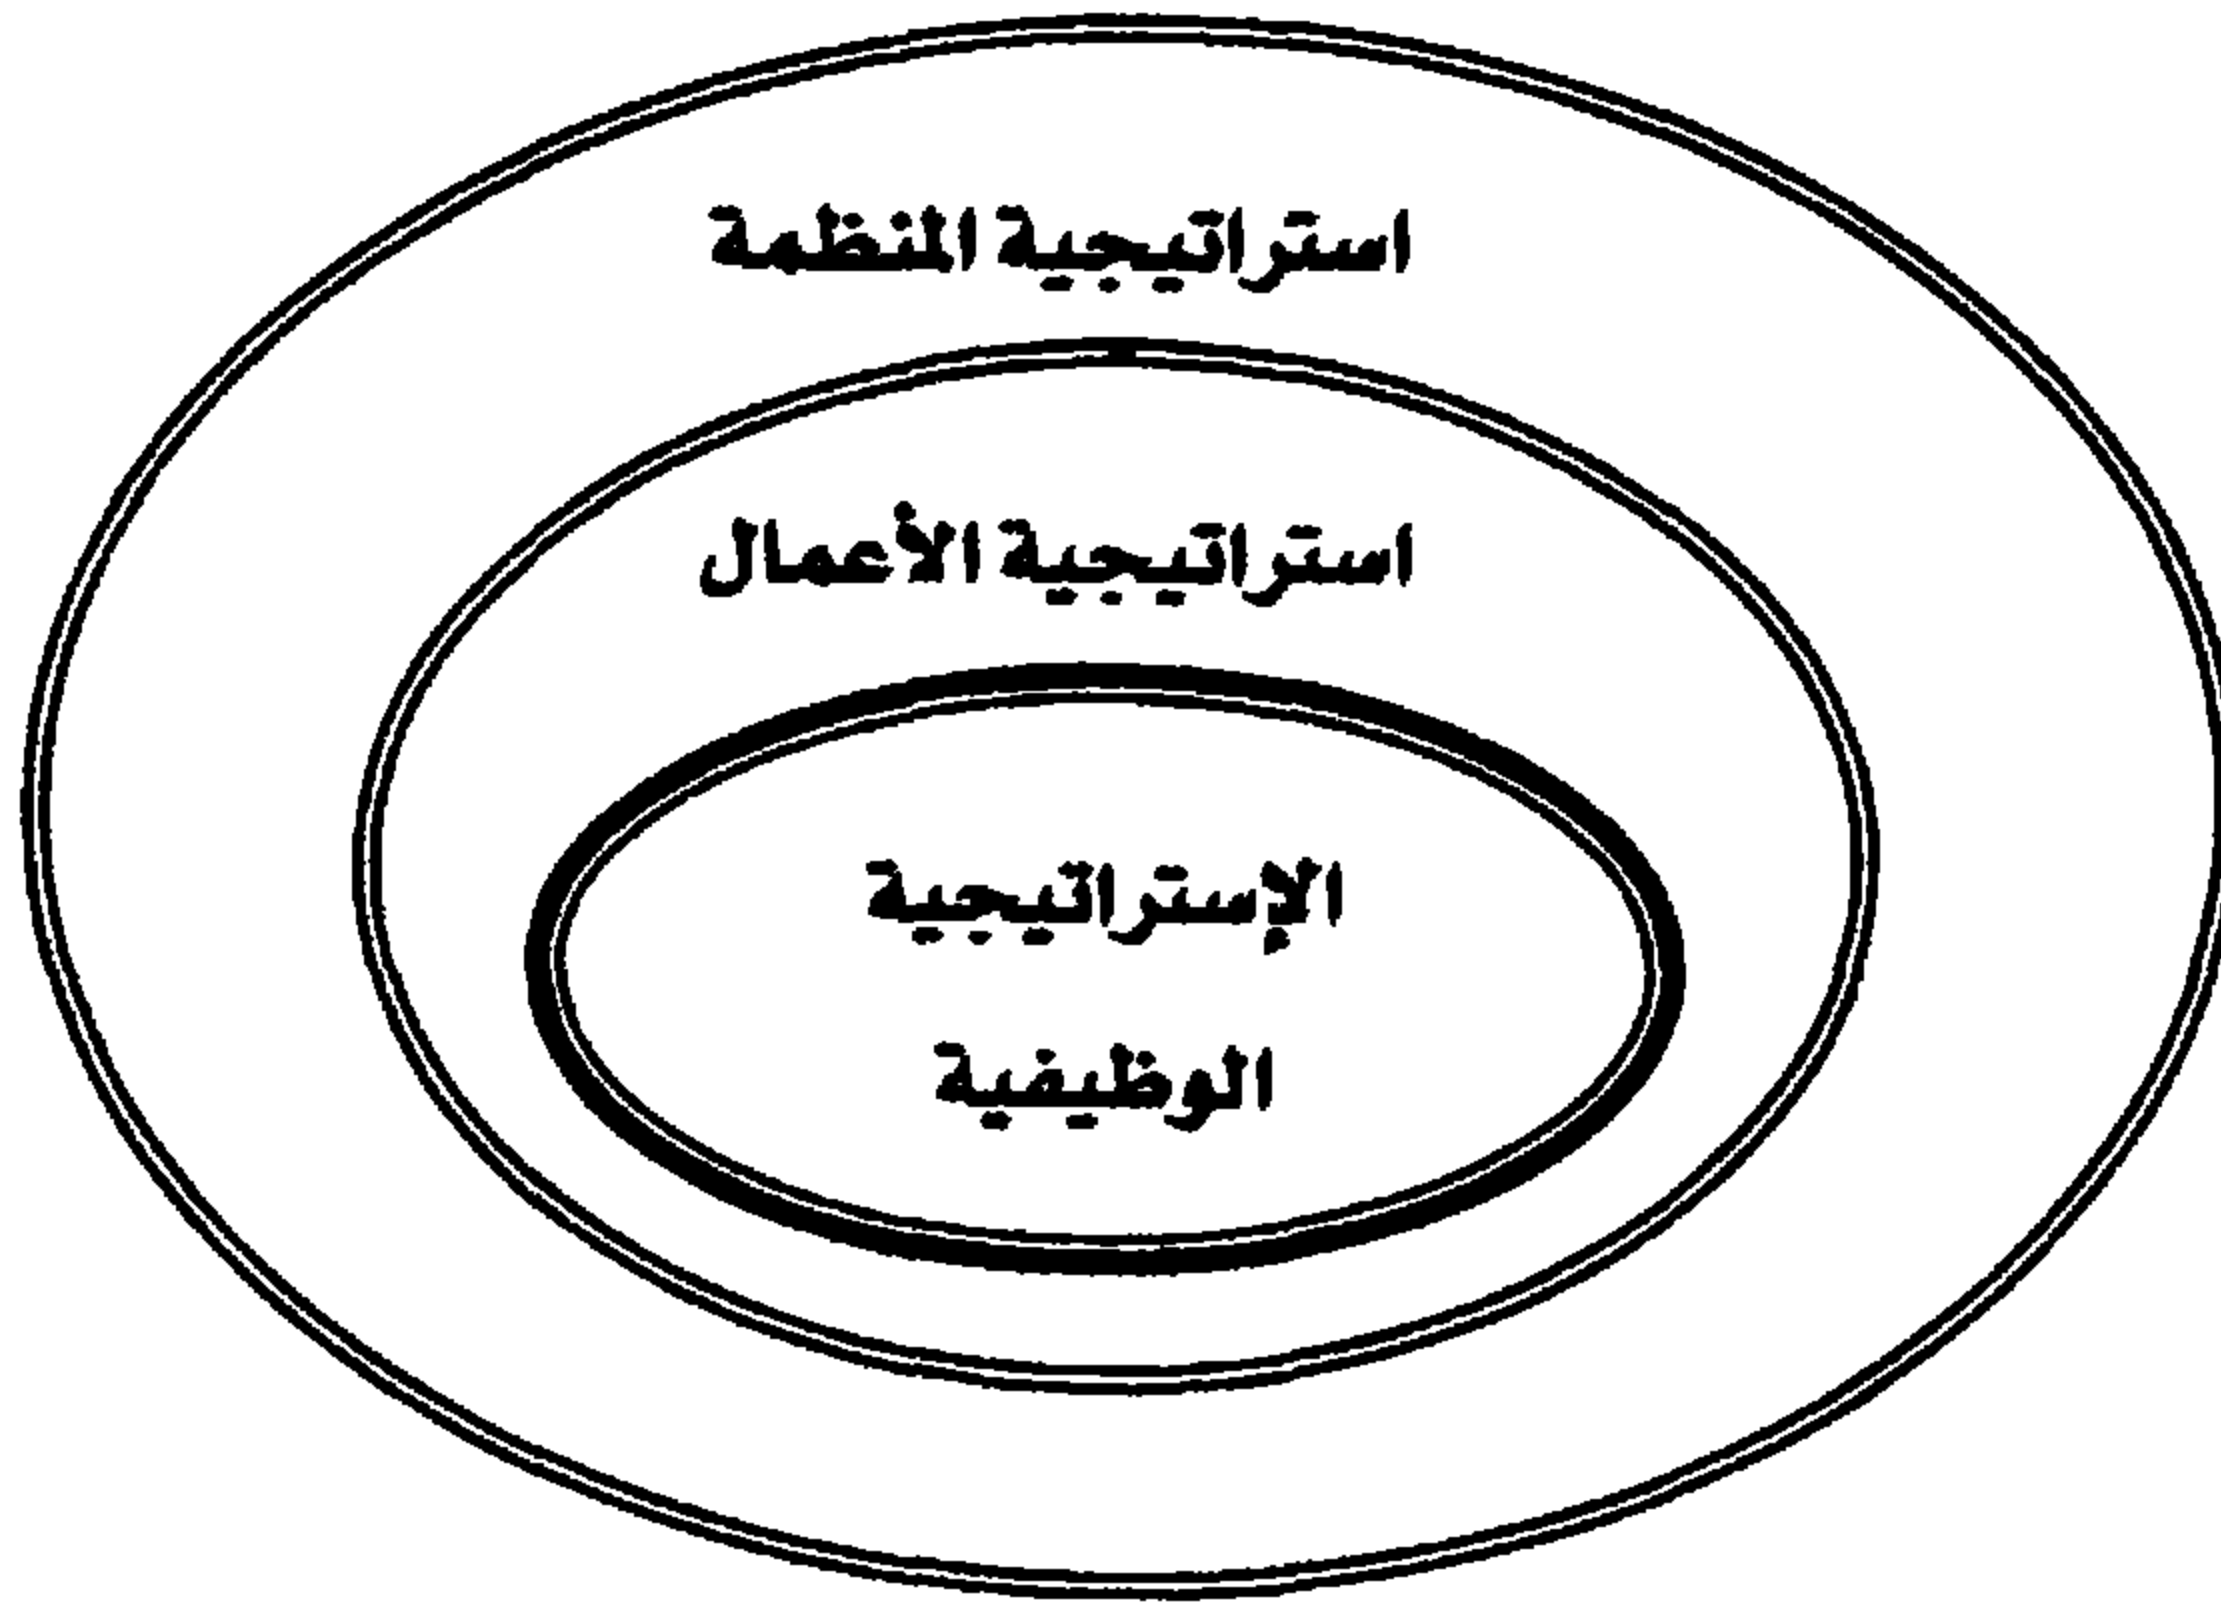 استراتيجية المنظمة
استراتيجية الأعمال
الإستراتيجية
الوظيفية